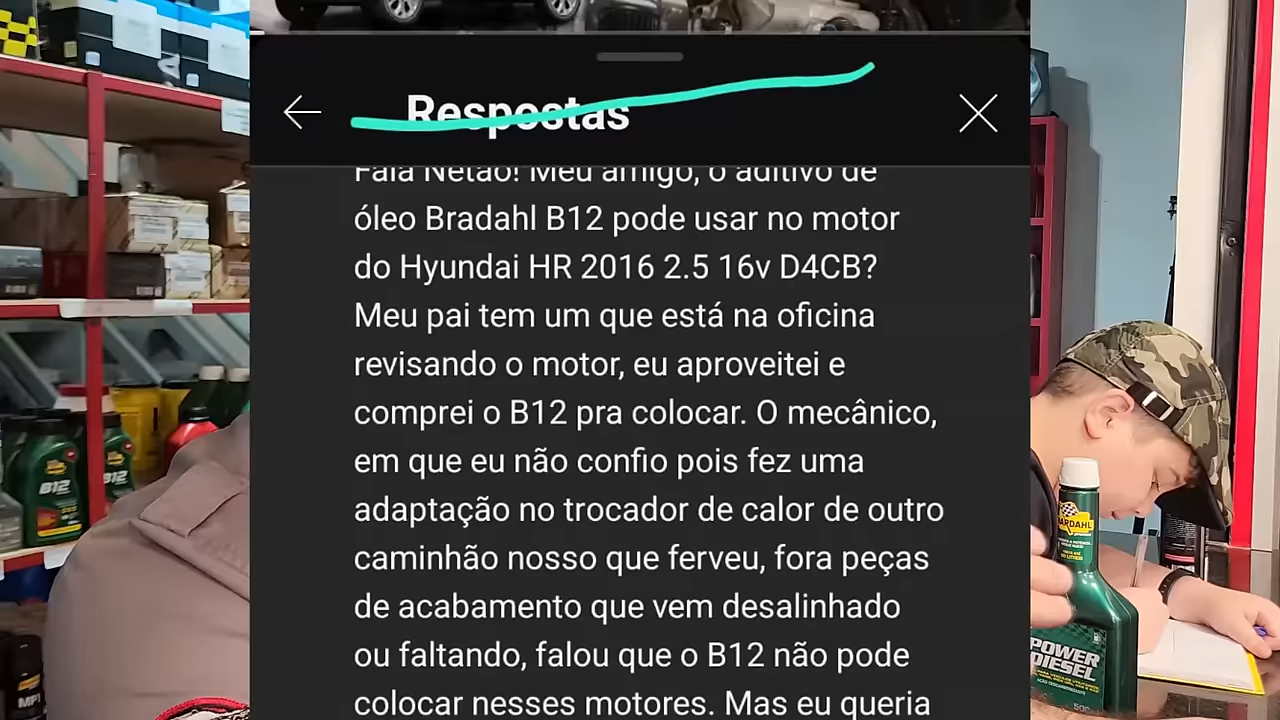 Respostas
Fala Netão! Meu amigo, o aditivo de
óleo Bradahl B12 pode usar no motor
do Hyundai HR 2016 2.5 16v D4CB?
Meu pai tem um que está na oficina
revisando o motor, eu aproveitei e
comprei o B12 pra colocar. O mecânico,
em que eu não confio pois fez uma
adaptação no trocador de calor de outro
caminhão nosso que ferveu, fora peças
de acabamento que vem desalinhado
ou faltando, falou que o B12 não pode
colocar nesses motores. Mas eu queria
B12
B12
BARDAHL
POWER
DIESEL